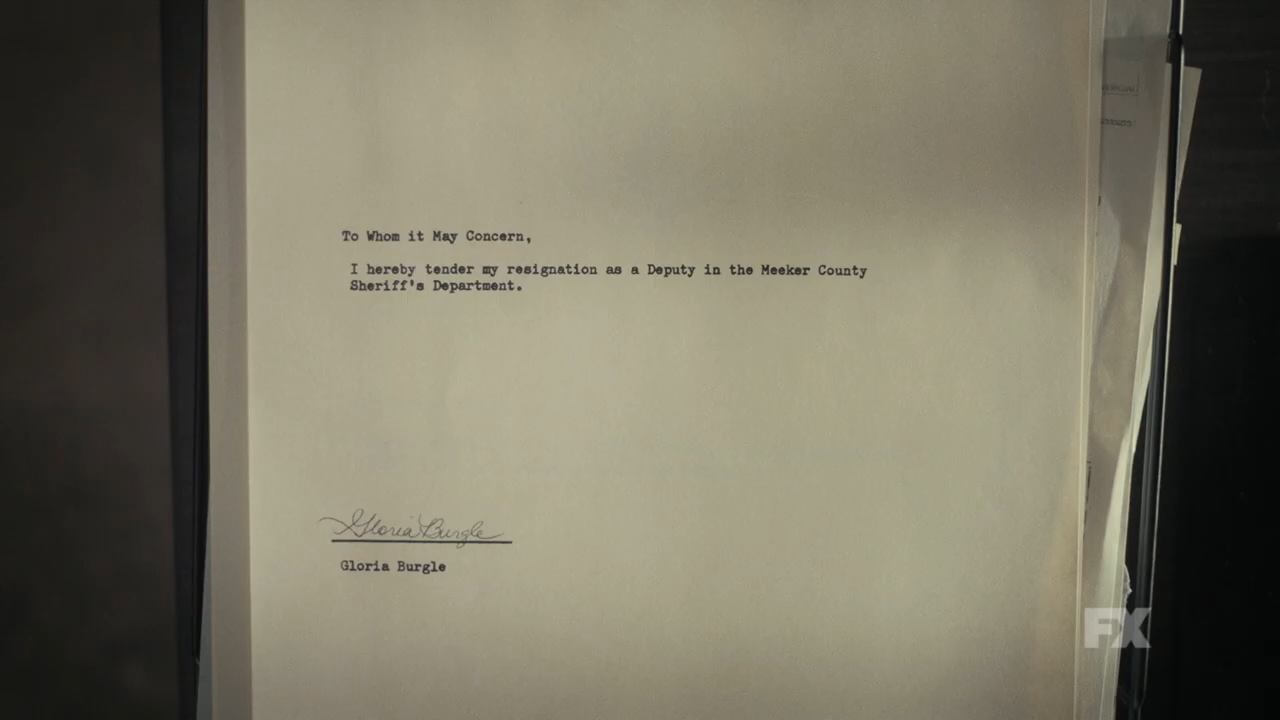 To Whom it May Concern,
I hereby tender my resignation as a Deputy in the Meeker County
Sheriff's Department.
Gloria Burgle
Gloria Burgle
FX